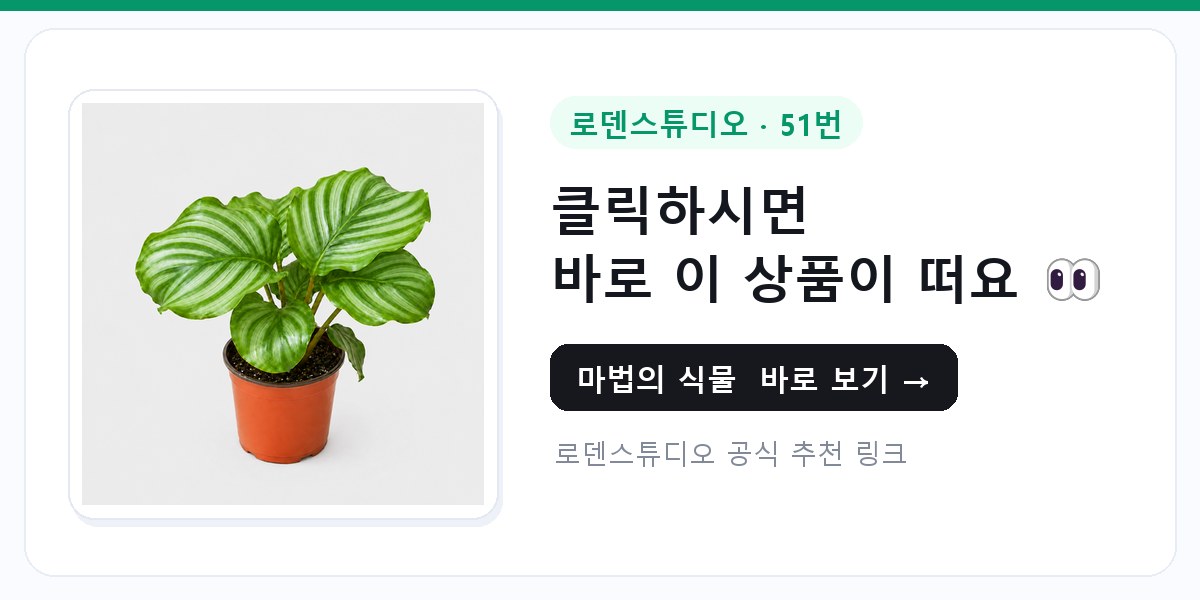 로덴스튜디오 · 51번
클릭하시면
바로 이 상품이 떠요 👀
마법의 식물 바로 보기 →
로덴스튜디오 공식 추천 링크